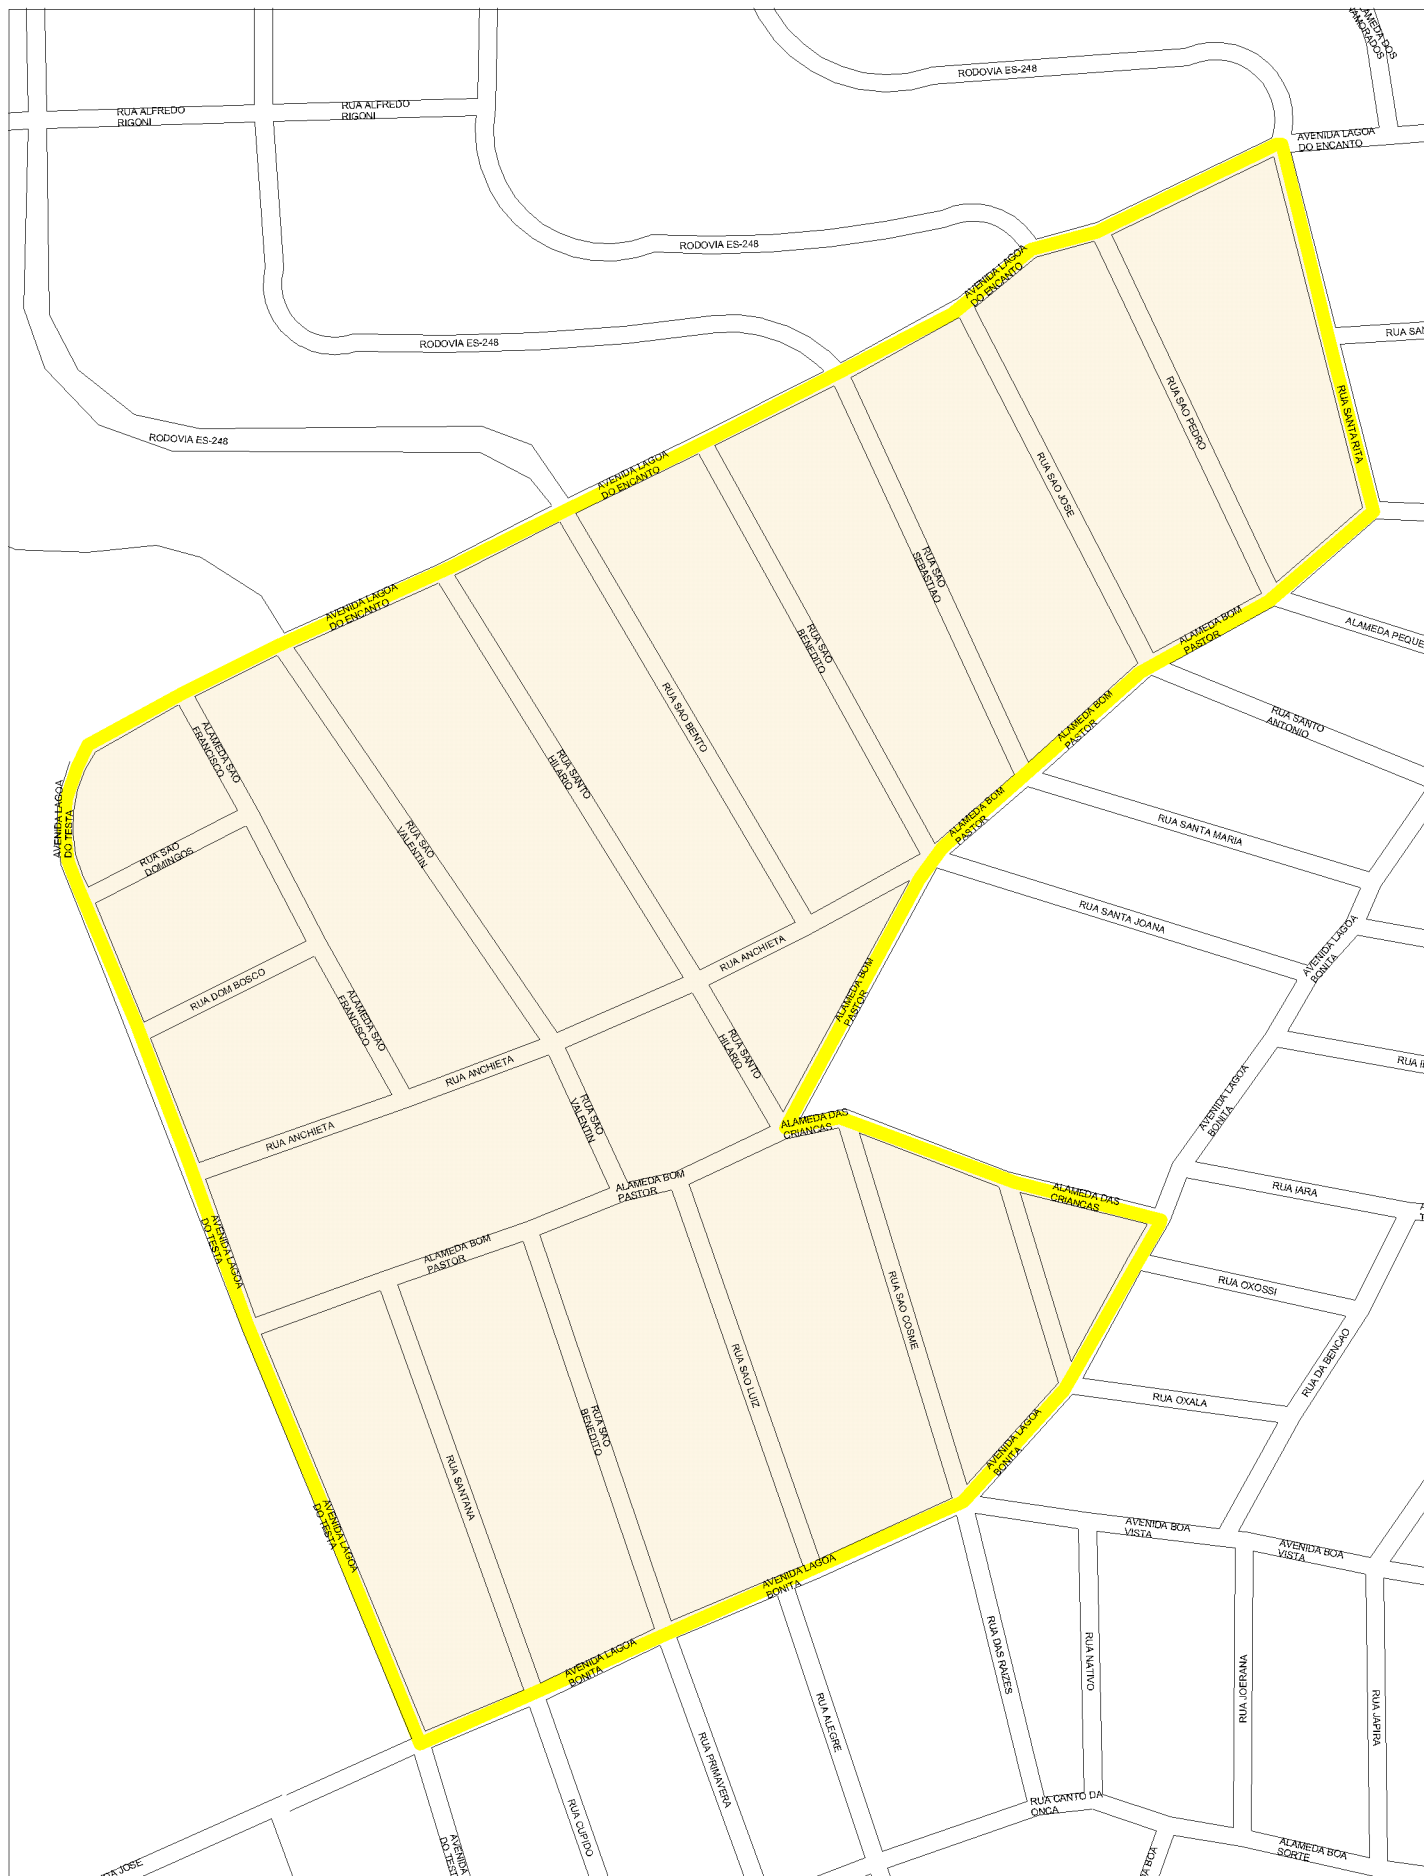 ALAMEDA DOS
NAMORADOS
RODOVIA ES-248
RUA ALFREDO
RIGONI
RUA ALFREDO
RIGONI
AVENIDA LAGOA
DO ENCANTO
RODOVIA ES-248
AVENIDA LAGOA
DO ENCANTO
RUA SAN
RODOVIA ES-248
RUA SAO PEDRO
RUA SANTA RITA
RODOVIA ES-248
AVENIDA LAGOA
DO ENCANTO
RUA SAO JOSE
RUA SAO
SEBASTIAO
AVENIDA LAGOA
DO ENCANTO
RUA SAO
BENEDITO
ALAMEDA BOM
PASTOR
ALAMEDA PEQUE
RUA SAO BENTO
ALAMEDA BOM
PASTOR
RUA SANTO
ANTONIO
ALAMEDA SAO
FRANCISCO
RUA SANTO
HILARIO
AVENIDA LAGOA
DO TESTA
RUA SAO
VALENTIN
ALAMEDA BOM
PASTOR
RUA SANTA MARIA
RUA SAO
DOMINGOS
RUA SANTA JOANA
AVENIDA LAGOA
BONITA
RUA ANCHIETA
RUA DOM BOSCO
ALAMEDA BOM
PASTOR
ALAMEDA SAO
FRANCISCO
RUA SANTO
HILARIO
RUA ANCHIETA
AVENIDA LAGOA
BONITA
RUA SAO
VALENTIN
RUA ANCHIETA
ALAMEDA DAS
CRIANCAS
ALAMEDA BOM
PASTOR
ALAMEDA DAS
CRIANCAS
RUA IARA
AVENIDA LAGOA
DO TESTA
ALAMEDA BOM
PASTOR
RUA OXOSSI
RUA SAO COSME
RUA SAO LUIZ
RUA DA BENCAO
RUA OXALA
RUA SAO
BENEDITO
AVENIDA LAGOA
BONITA
RUA SANTANA
AVENIDA LAGOA
DO TESTA
AVENIDA BOA
VISTA
AVENIDA BOA
VISTA
AVENIDA LAGOA
BONITA
AVENIDA LAGOA
BONITA
RUA DAS RAIZES
RUA NATIVO
RUA JOERANA
RUA JAPIRA
RUA ALEGRE
RUA PRIMAVERA
RUA CUPIDO
RUA CANTO DA
ONCA
AVENIDA
DO TEST
ALAMEDA BOA
SORTE
DA JOSE